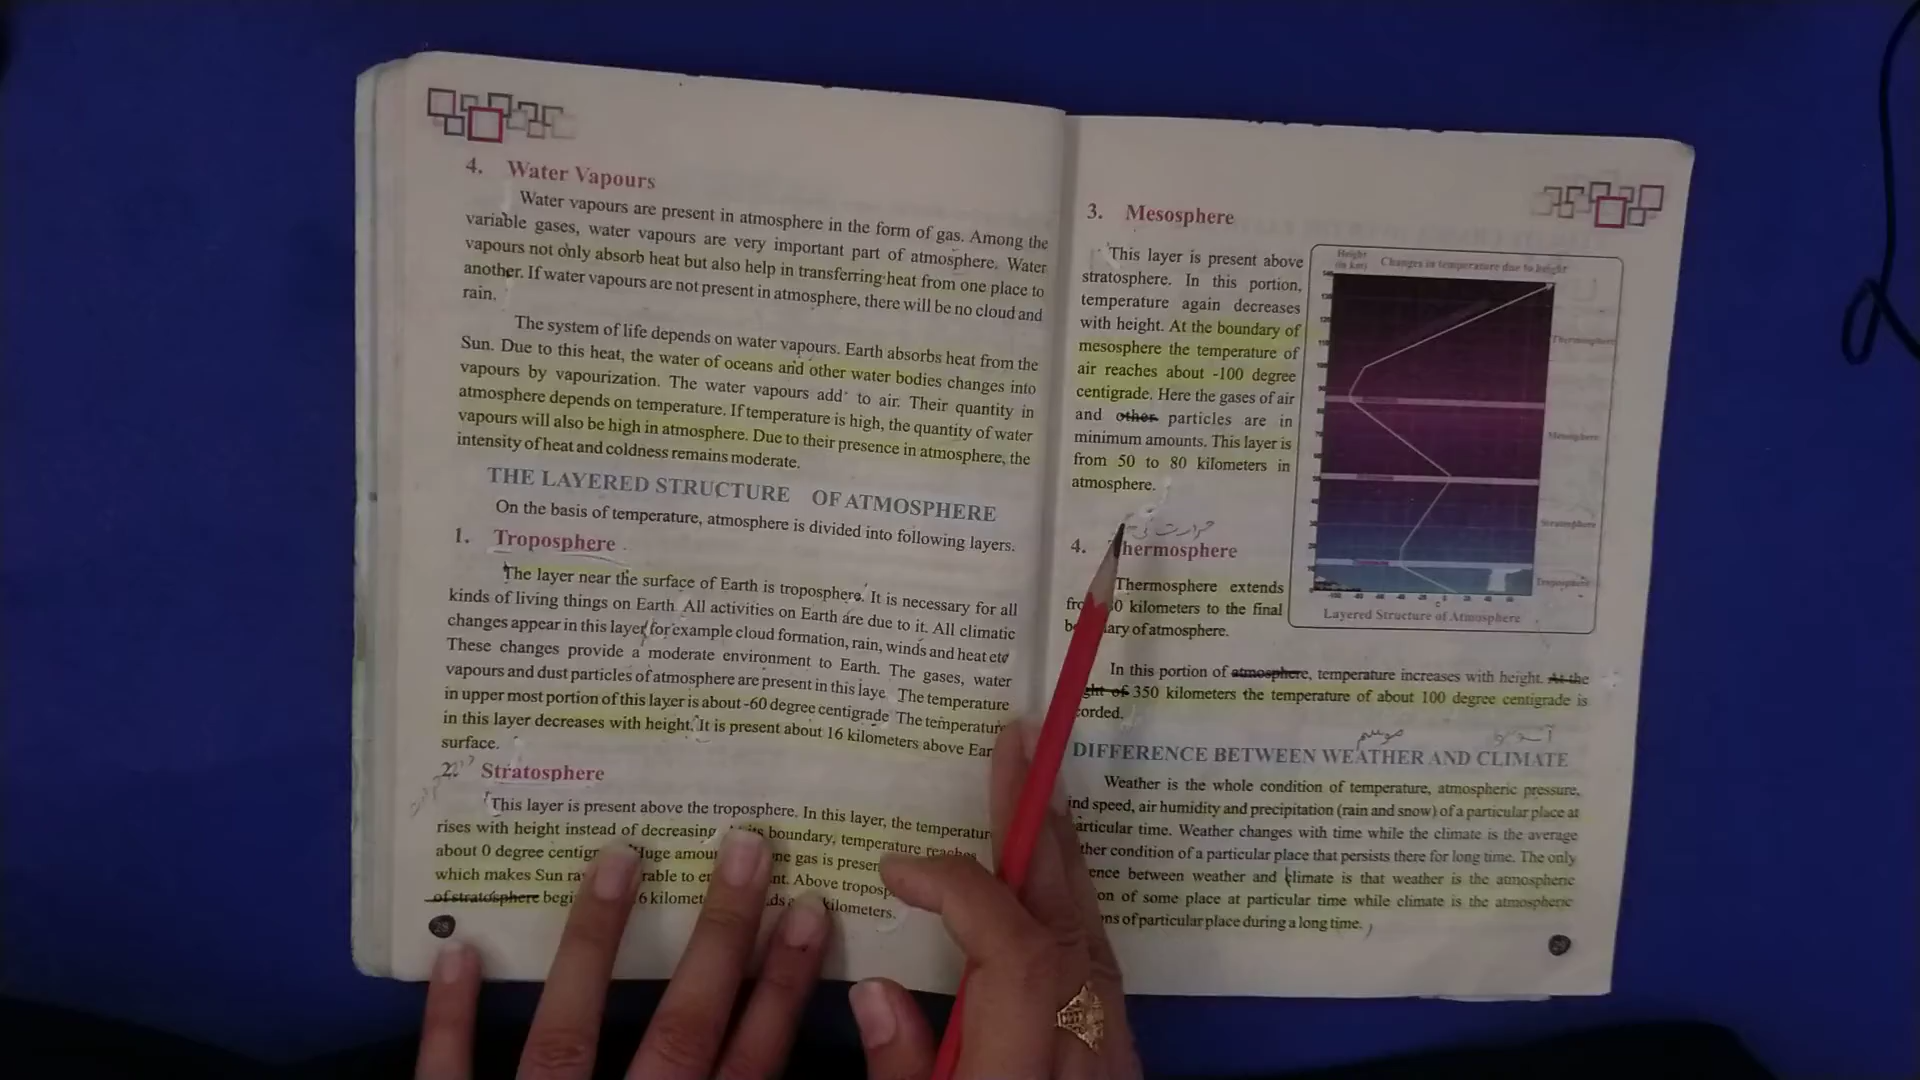 4. Water Vapours
Water vapours are present in atmosphere in the form of gas. Among the
variable gases, water vapours are very important part of atmosphere. Water
vapours not only absorb heat but also help in transferring heat from one place to
another. If water vapours are not present in atmosphere, there will be no cloud and
rain.
The system of life depends on water vapours. Earth absorbs heat from the
Sun. Due to this heat, the water of oceans and other water bodies changes into
vapours by vapourization. The water vapours add to air. Their quantity in
atmosphere depends on temperature. If temperature is high, the quantity of water
vapours will also be high in atmosphere. Due to their presence in atmosphere, the
intensity of heat and coldness remains moderate.
THE LAYERED STRUCTURE OF ATMOSPHERE
On the basis of temperature, atmosphere is divided into following layers.
1. Troposphere
The layer near the surface of Earth is troposphere. It is necessary for all
kinds of living things on Earth All activities on Earth are due to it. All climatic
changes appear in this layer for example cloud formation, rain, winds and heat etc
These changes provide a moderate environment to Earth. The gases, water
vapours and dust particles of atmosphere are present in this laye The temperature
in upper most portion of this layer is about -60 degree centigrade The temperature
in this layer decreases with height. It is present about 16 kilometers above Ear
surface.
2. Stratosphere
This layer is present above the troposphere. In this layer, the temperature
rises with height instead of decreasing. its boundary, temperature reaches
about 0 degree Huge gas is presen
which makes Sun to Above
of stratosphere kilometers.
28
3. Mesosphere
This layer is present above
stratosphere. In this portion,
temperature again decreases
with height. At the boundary of
mesosphere the temperature of
air reaches about -100 degree
centigrade. Here the gases of air
and other particles are in
minimum amounts. This layer is
from 50 to 80 kilometers in
atmosphere.
Height
(in km) Changes in temperature due to height
Thermosphere
Mesosphere
Stratosphere
Troposphere
Layered Structure of Atmosphere
حرارت
4. Thermosphere
Thermosphere extends
0 kilometers to the final
of atmosphere.
In this portion of atmosphere, temperature increases with height. At the
ght of 350 kilometers the temperature of about 100 degree centigrade is
corded.
موسم
DIFFERENCE BETWEEN WEATHER AND CLIMATE
Weather is the whole condition of temperature, atmospheric pressure,
ind speed, air humidity and precipitation (rain and snow) of a particular place at
articular time. Weather changes with time while the climate is the average
ther condition of a particular place that persists there for long time. The only
ence between weather and climate is that weather is the atmospheric
on of some place at particular time while climate is the atmospheric
ns of particular place during a long time.
29